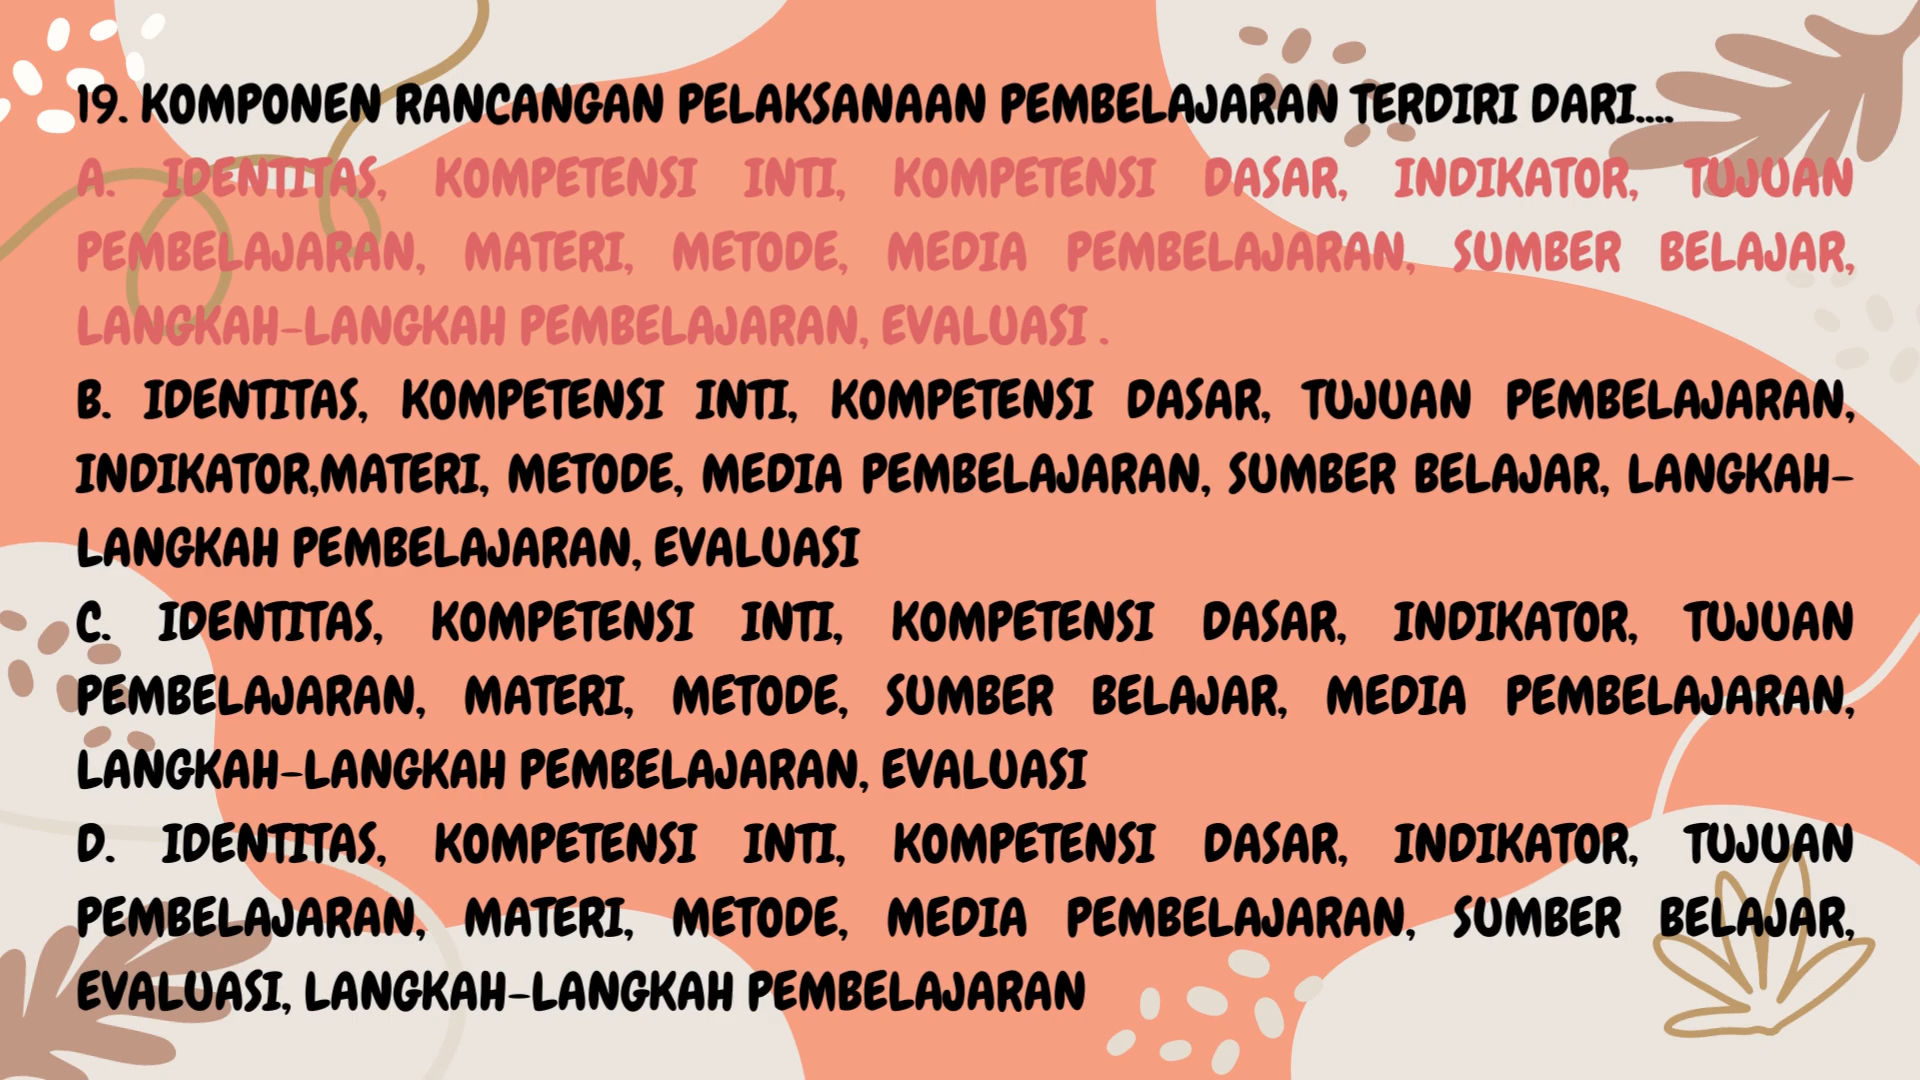 19. KOMPONEN RANCANGAN PELAKSANAAN PEMBELAJARAN TERDIRI DARI....
A. IDENTITAS, KOMPETENSI INTI, KOMPETENSI DASAR, INDIKATOR, TUJUAN
PEMBELAJARAN, MATERI, METODE, MEDIA PEMBELAJARAN, SUMBER BELAJAR,
LANGKAH-LANGKAH PEMBELAJARAN, EVALUASI .
B. IDENTITAS, KOMPETENSI INTI, KOMPETENSI DASAR, TUJUAN PEMBELAJARAN,
INDIKATOR,MATERI, METODE, MEDIA PEMBELAJARAN, SUMBER BELAJAR, LANGKAH-
LANGKAH PEMBELAJARAN, EVALUASI
C. IDENTITAS, KOMPETENSI INTI, KOMPETENSI DASAR, INDIKATOR, TUJUAN
PEMBELAJARAN, MATERI, METODE, SUMBER BELAJAR, MEDIA PEMBELAJARAN,
LANGKAH-LANGKAH PEMBELAJARAN, EVALUASI
D. IDENTITAS, KOMPETENSI INTI, KOMPETENSI DASAR, INDIKATOR, TUJUAN
PEMBELAJARAN, MATERI, METODE, MEDIA PEMBELAJARAN, SUMBER BELAJAR,
EVALUASI, LANGKAH-LANGKAH PEMBELAJARAN